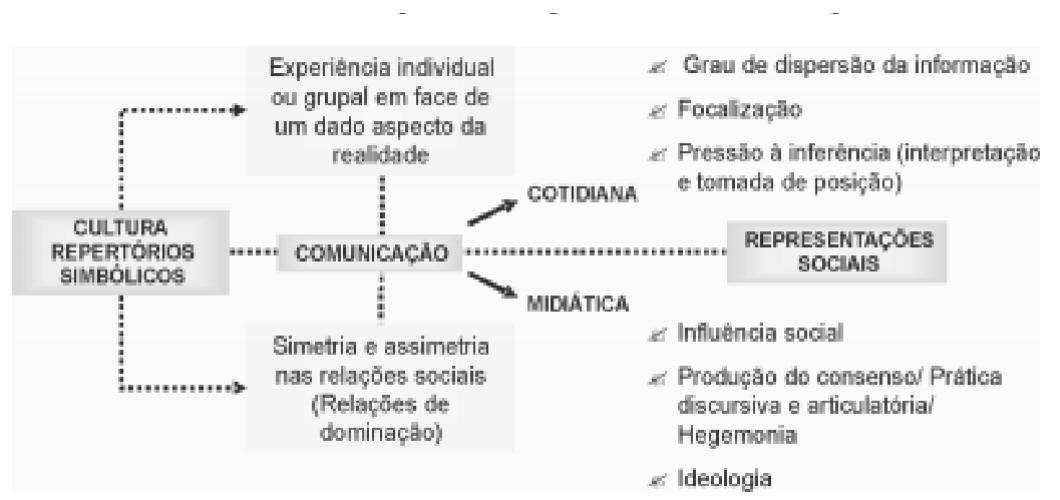 Experiência individual
ou grupal em face de
um dado aspecto da
realidade
Grau de dispersão da informação
Focalização
Pressão à inferência (interpretação
e tomada de posição)
COTIDIANA
CULTURA
REPERTÓRIOS
SIMBÓLICOS
COMUNICAÇÃO
REPRESENTAÇÕES
SOCIAIS
MIDIÁTICA
Simetria e assimetria
nas relações sociais
(Relações de
dominação)
Influência social
Produção do consenso/ Prática
discursiva e articulatória/
Hegemonia
Ideologia